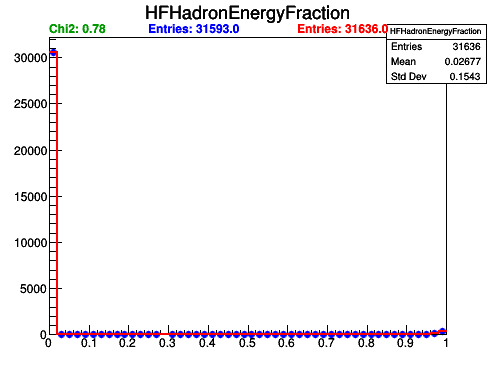 HFHadronEnergyFraction
Chi2: 0.78 Entries: 31593.0 Entries: 31636.0
HFHadronEnergyFraction
Entries 31636
Mean 0.02677
Std Dev 0.1543
30000
25000
20000
15000
10000
5000
0
0 0.1 0.2 0.3 0.4 0.5 0.6 0.7 0.8 0.9 1